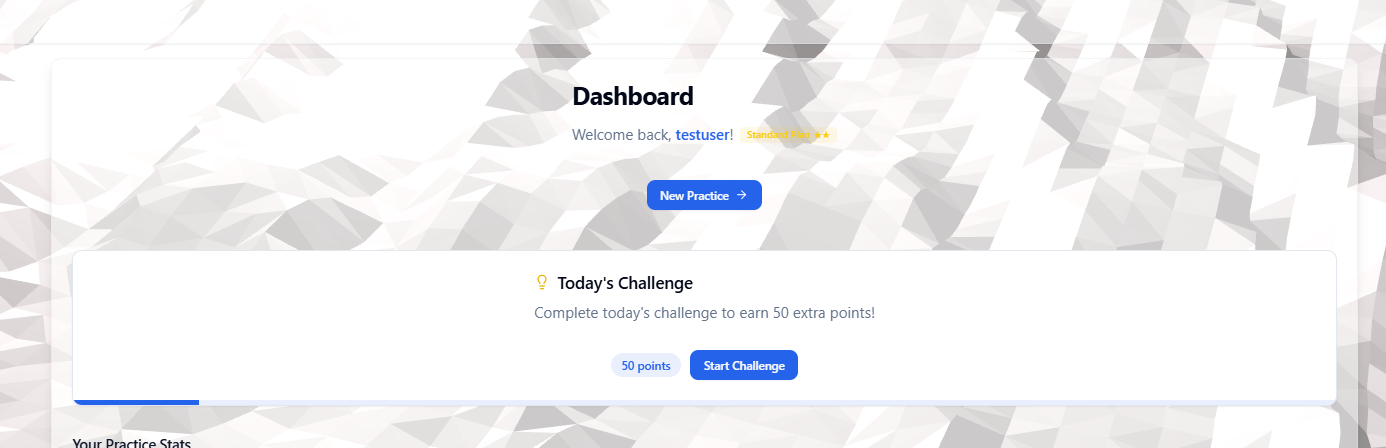 Dashboard
Welcome back, testuser! Standard Plan ★★
New Practice →
Today's Challenge
Complete today's challenge to earn 50 extra points!
50 points Start Challenge
Your Practice Stats